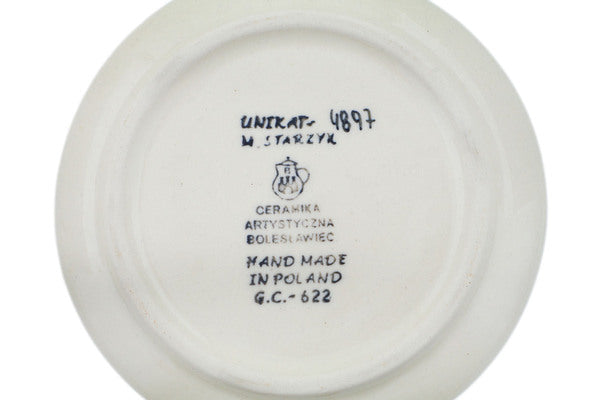 UNIKAT- 4897
M. STARZYK
CERAMIKA
ARTYSTYCZNA
BOLESŁAWIEC
HAND MADE
IN POLAND
G.C.-622